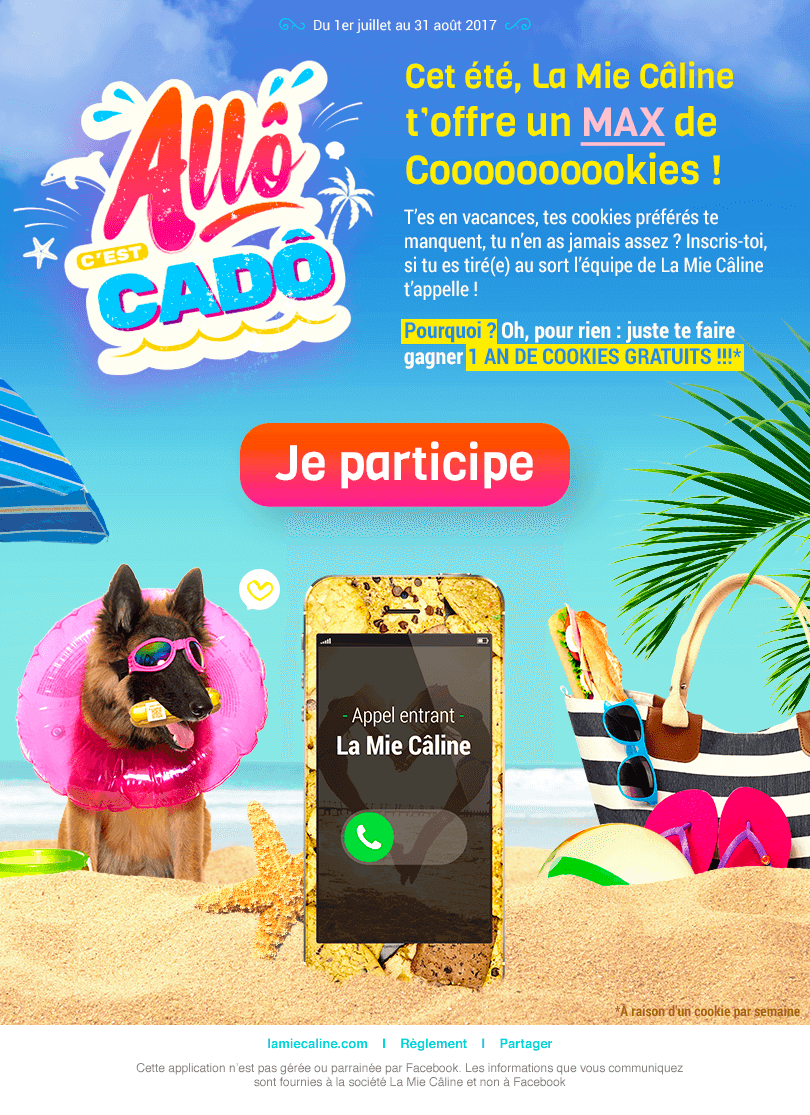 Du 1er juillet au 31 août 2017
Allô
C'EST
CADÔ
Cet été, La Mie Câline
t'offre un MAX de
Cooooooooookies !
T'es en vacances, tes cookies préférés te
manquent, tu n'en as jamais assez ? Inscris-toi,
si tu es tiré(e) au sort l'équipe de La Mie Câline
t'appelle !
Pourquoi ? Oh, pour rien : juste te faire
gagner 1 AN DE COOKIES GRATUITS !!!*
Je participe
- Appel entrant -
La Mie Câline
*À raison d'un cookie par semaine
lamiecaline.com I Règlement I Partager
Cette application n'est pas gérée ou parrainée par Facebook. Les informations que vous communiquez
sont fournies à la société La Mie Câline et non à Facebook